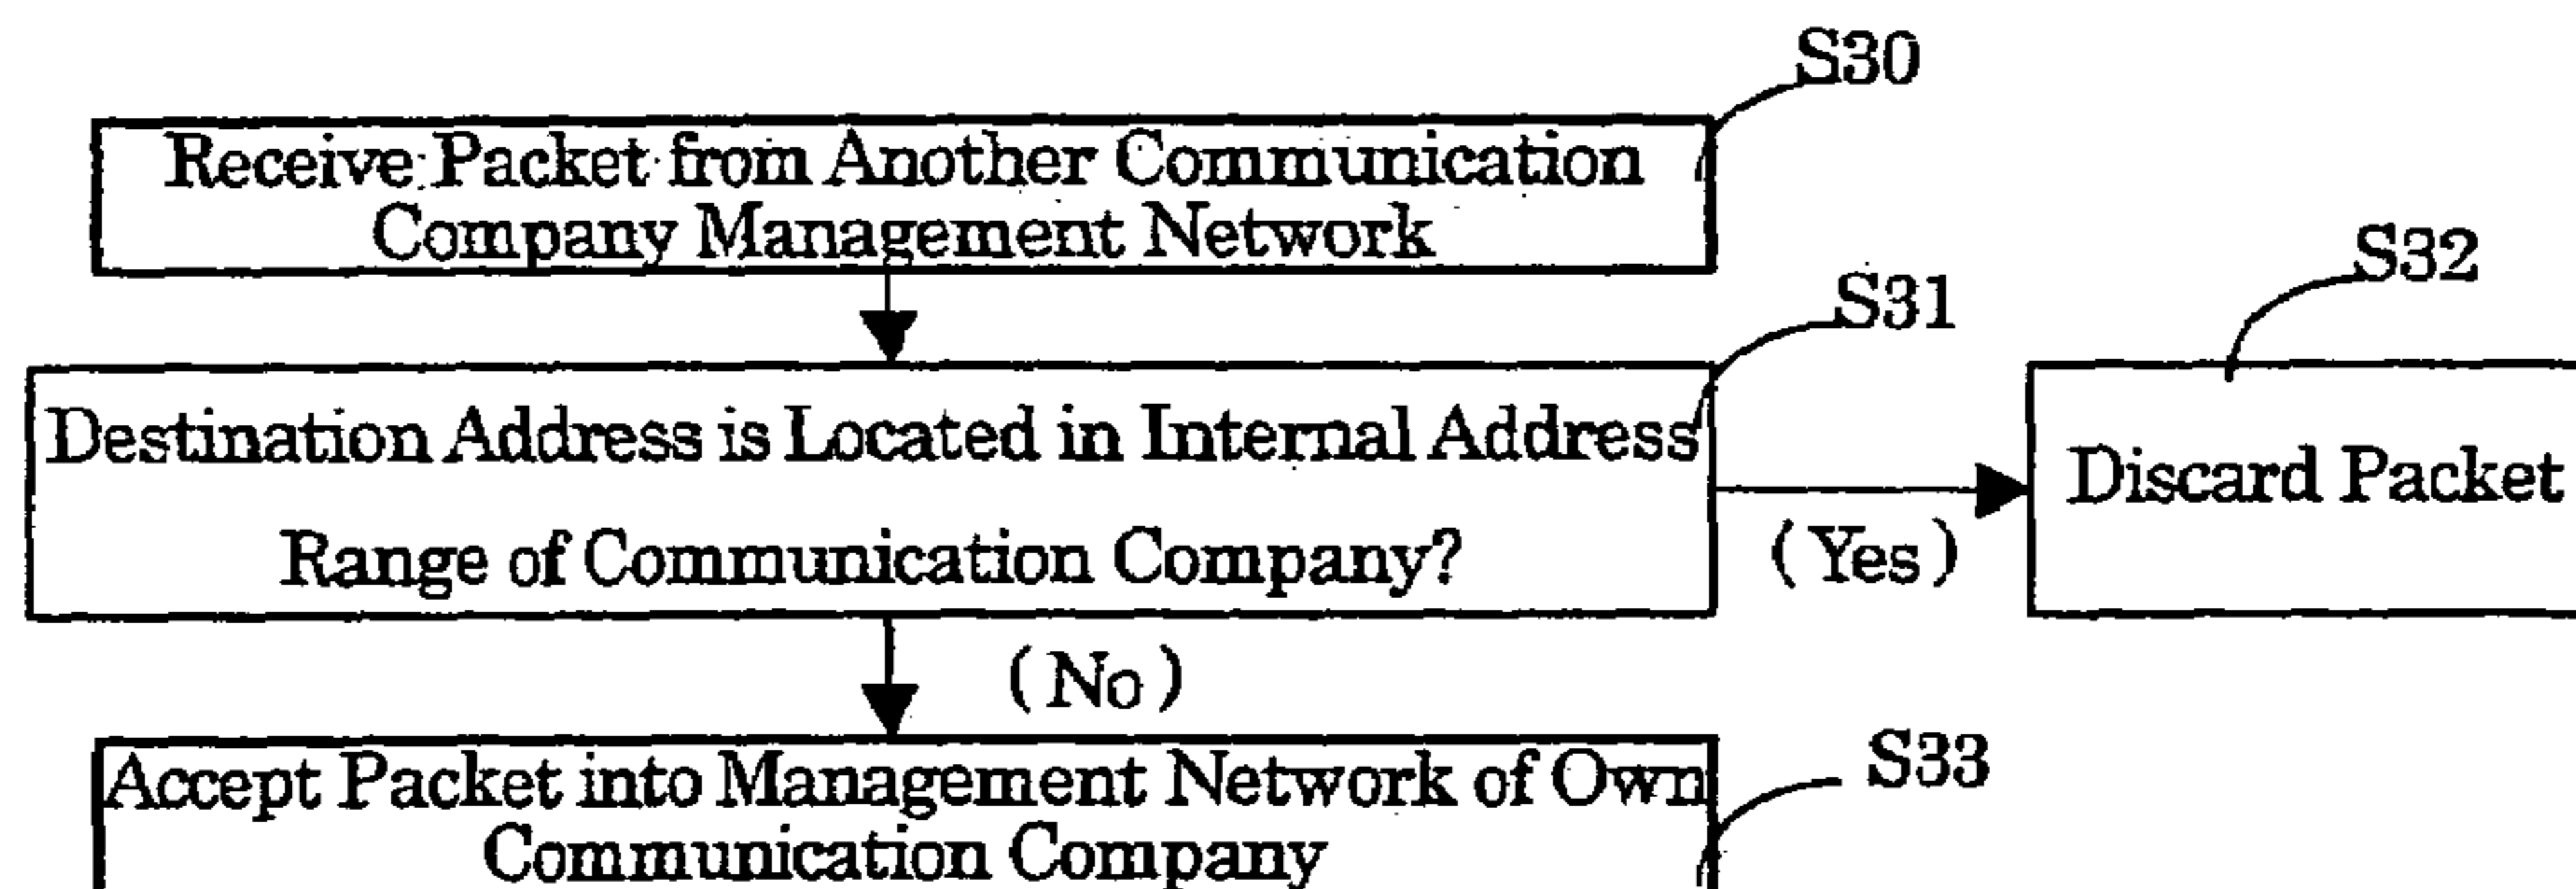 S30
Receive Packet from Another Communication
Company Management Network
S31
Destination Address is Located in Internal Address
Range of Communication Company?
(Yes)
S32
Discard Packet
(No)
S33
Accept Packet into Management Network of Own
Communication Company